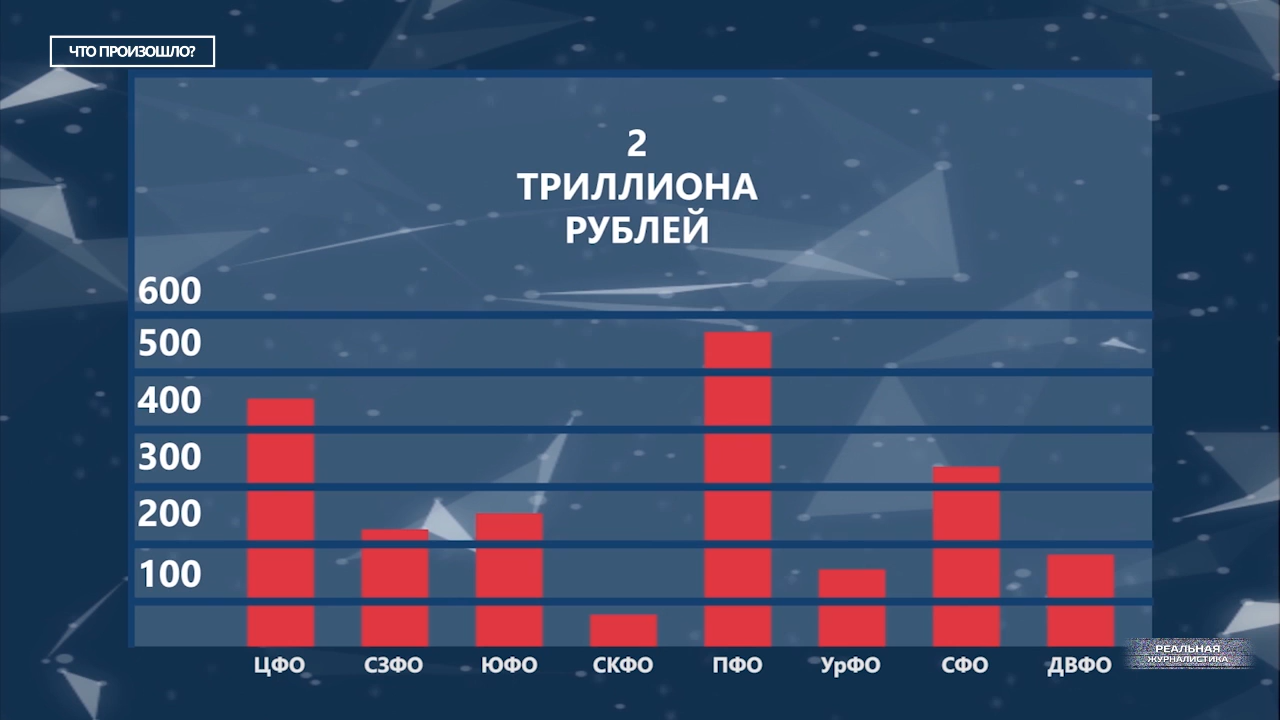 ЧТО ПРОИЗОШЛО?
2
ТРИЛЛИОНА
РУБЛЕЙ
600
500
400
300
200
100
ЦФО
СЗФО
ЮФО
СКФО
ПФО
УрФО
СФО
ДВФО
РЕАЛЬНАЯ
ЖУРНАЛИСТИКА